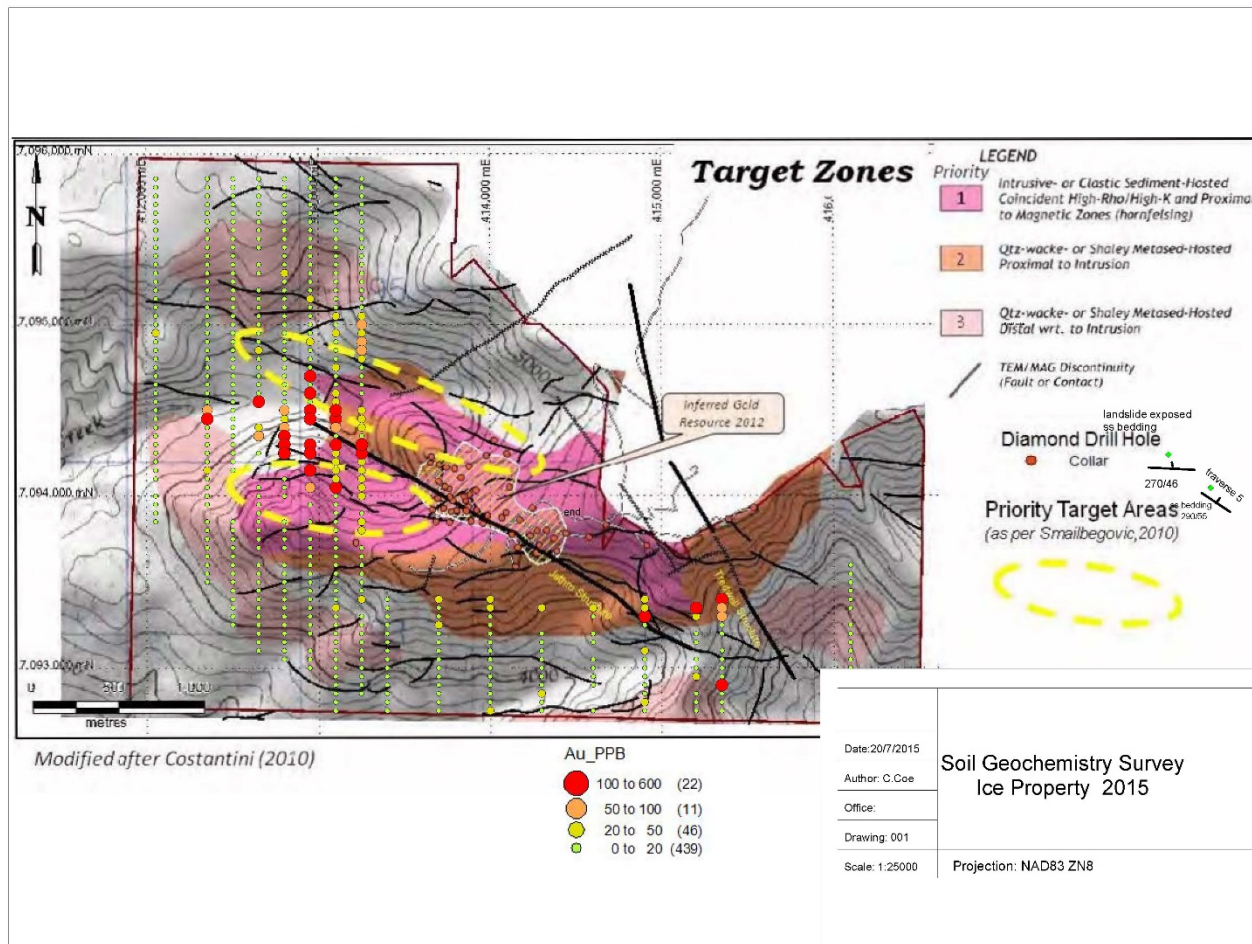 7,096,000 mN
414,000 mE
415,000 mE
Target Zones
N
7,095,000 mN
5000
Inferred Gold
Resource 2012
7,094,000 mN
end
Tredwell Structure
7,093,000 mN
4000
0 500 1,000
metres
LEGEND
Priority
1
Intrusive- or Clastic Sediment-Hosted
Coincident High-Rho/High-K and Proximal
to Magnetic Zones (hornfelsing)
2
Qtz-wacke- or Shaley Metased-Hosted
Proximal to Intrusion
3
Qtz-wacke- or Shaley Metased-Hosted
Distal wrt. to Intrusion
TEM/MAG Discontinuity
(Fault or Contact)
landslide exposed
ss bedding
270/46
traverse 5
ss bedding
290/55
Diamond Drill Hole
Collar
Priority Target Areas
(as per Smailbegovic,2010)
Modified after Costantini (2010)
Au_PPB
100 to 600 (22)
50 to 100 (11)
20 to 50 (46)
0 to 20 (439)
Date:20/7/2015
Author: C.Coe
Office:
Drawing: 001
Scale: 1:25000
Soil Geochemistry Survey
Ice Property 2015
Projection: NAD83 ZN8